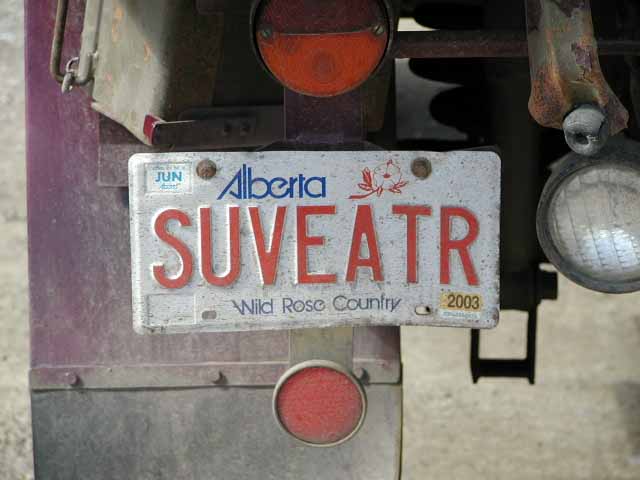 JUN
Alberta
SUVEATR
Wild Rose Country
2003